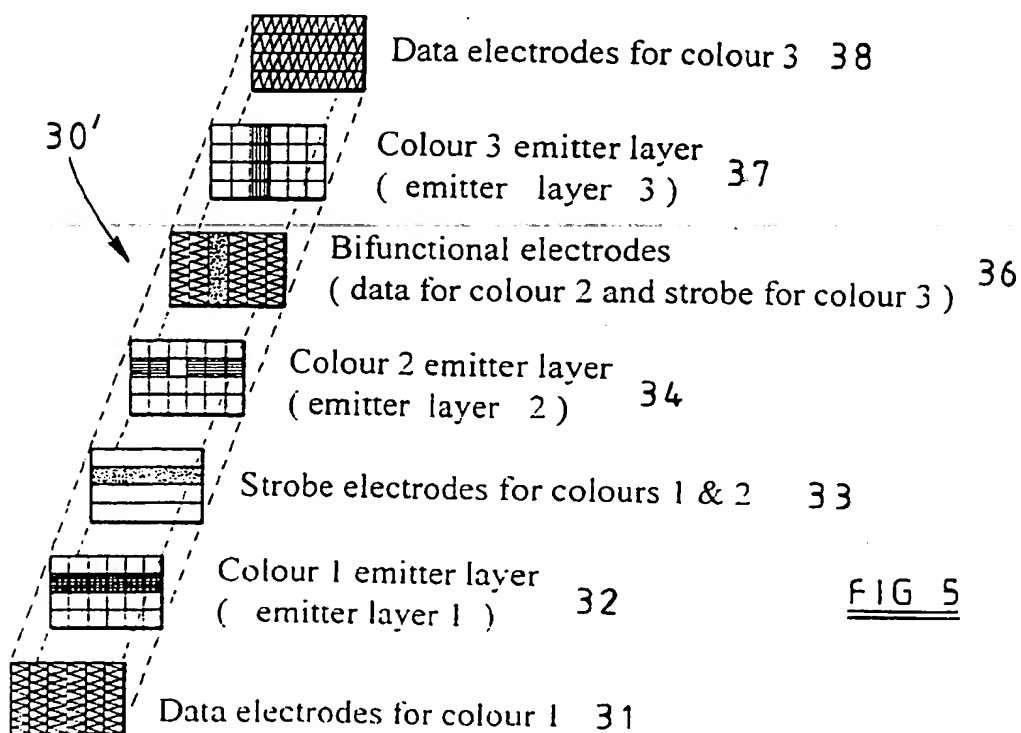 Data electrodes for colour 3 38
30'
Colour 3 emitter layer
( emitter layer 3 ) 37
Bifunctional electrodes
( data for colour 2 and strobe for colour 3 ) 36
Colour 2 emitter layer
( emitter layer 2 ) 34
Strobe electrodes for colours 1 & 2 33
Colour 1 emitter layer
( emitter layer 1 ) 32
FIG 5
Data electrodes for colour 1 31